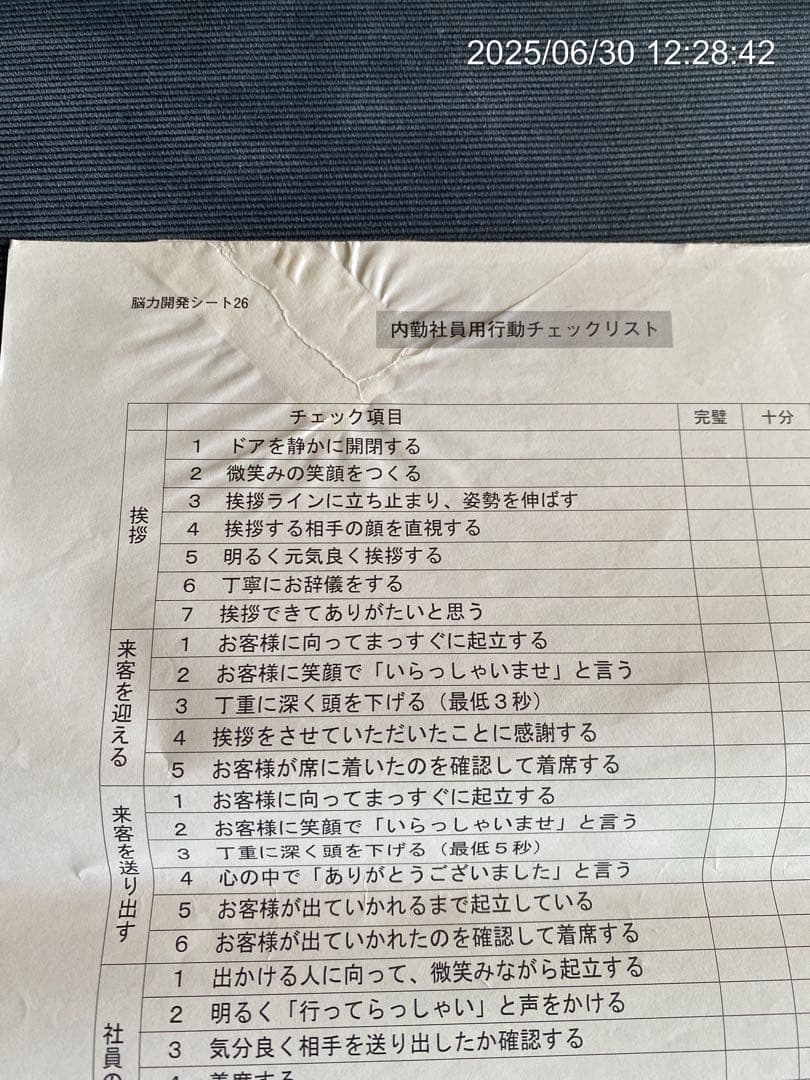 2025/06/30 12:28:42
脳力開発シート26
内勤社員用行動チェックリスト
チェック項目 完璧 十分
挨拶
1 ドアを静かに開閉する
2 微笑みの笑顔をつくる
3 挨拶ラインに立ち止まり、姿勢を伸ばす
4 挨拶する相手の顔を直視する
5 明るく元気良く挨拶する
6 丁寧にお辞儀をする
7 挨拶できてありがたいと思う
来客を迎える
1 お客様に向ってまっすぐに起立する
2 お客様に笑顔で「いらっしゃいませ」と言う
3 丁重に深く頭を下げる（最低３秒）
4 挨拶をさせていただいたことに感謝する
5 お客様が席に着いたのを確認して着席する
来客を送り出す
1 お客様に向ってまっすぐに起立する
2 お客様に笑顔で「いらっしゃいませ」と言う
3 丁重に深く頭を下げる（最低５秒）
4 心の中で「ありがとうございました」と言う
5 お客様が出ていかれるまで起立している
6 お客様が出ていかれたのを確認して着席する
社員の
1 出かける人に向って、微笑みながら起立する
2 明るく「行ってらっしゃい」と声をかける
3 気分良く相手を送り出したか確認する
4 着席する